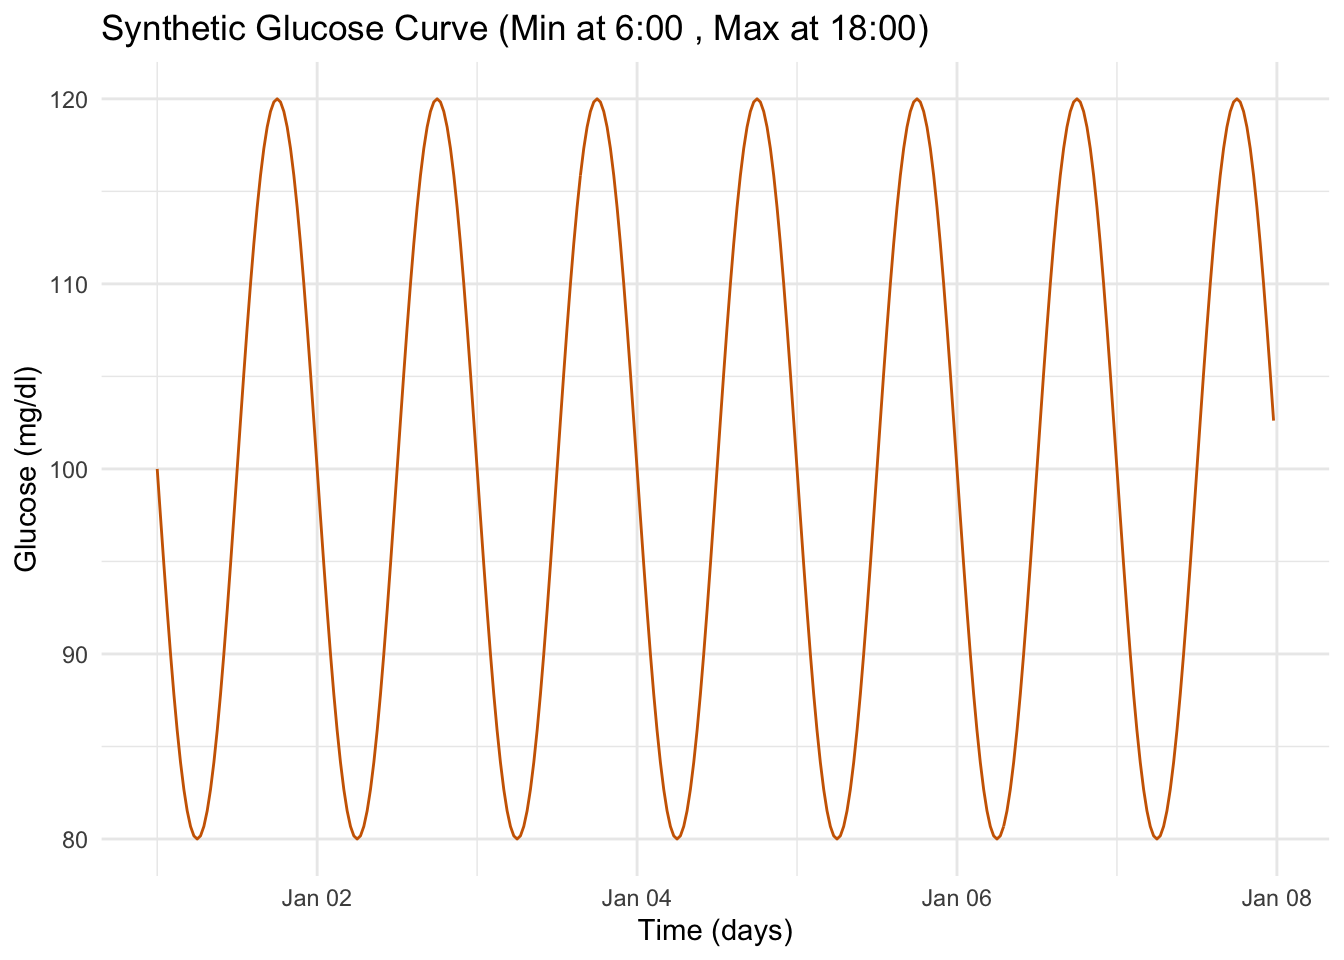 Synthetic Glucose Curve (Min at 6:00 , Max at 18:00)
120
110
100
90
80
Glucose (mg/dl)
Jan 02 Jan 04 Jan 06 Jan 08
Time (days)